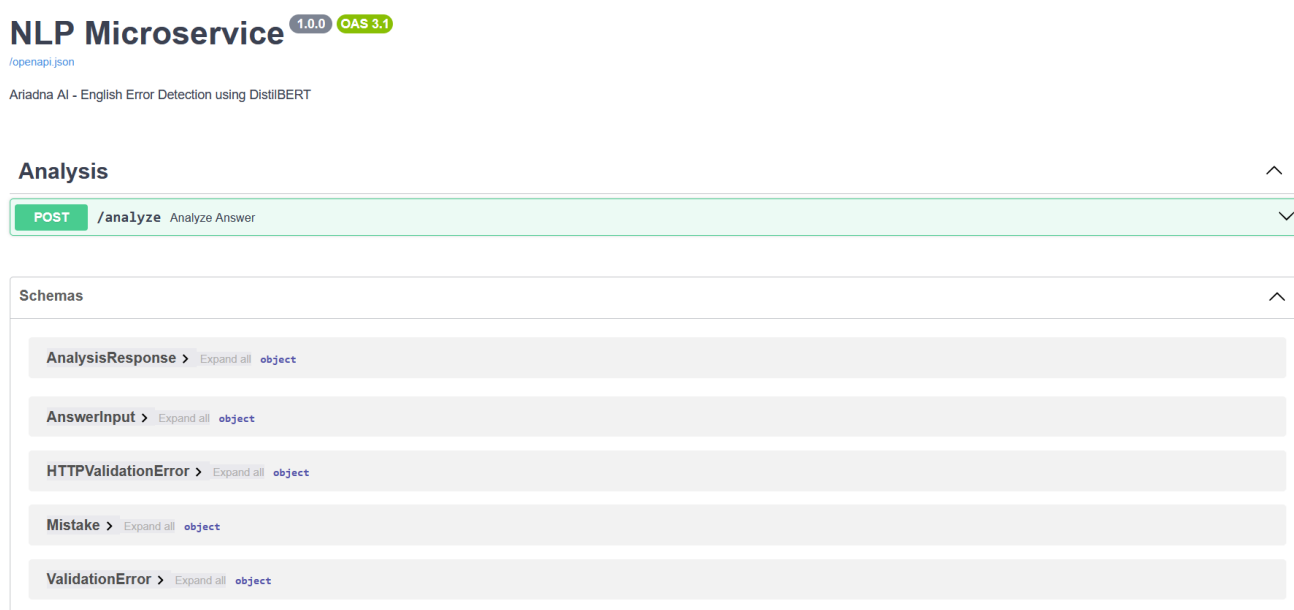 NLP Microservice 1.0.0 OAS 3.1
/openapi.json
Ariadna AI - English Error Detection using DistilBERT
Analysis
POST /analyze Analyze Answer
Schemas
AnalysisResponse Expand all object
AnswerInput Expand all object
HTTPValidationError Expand all object
Mistake Expand all object
ValidationError Expand all object